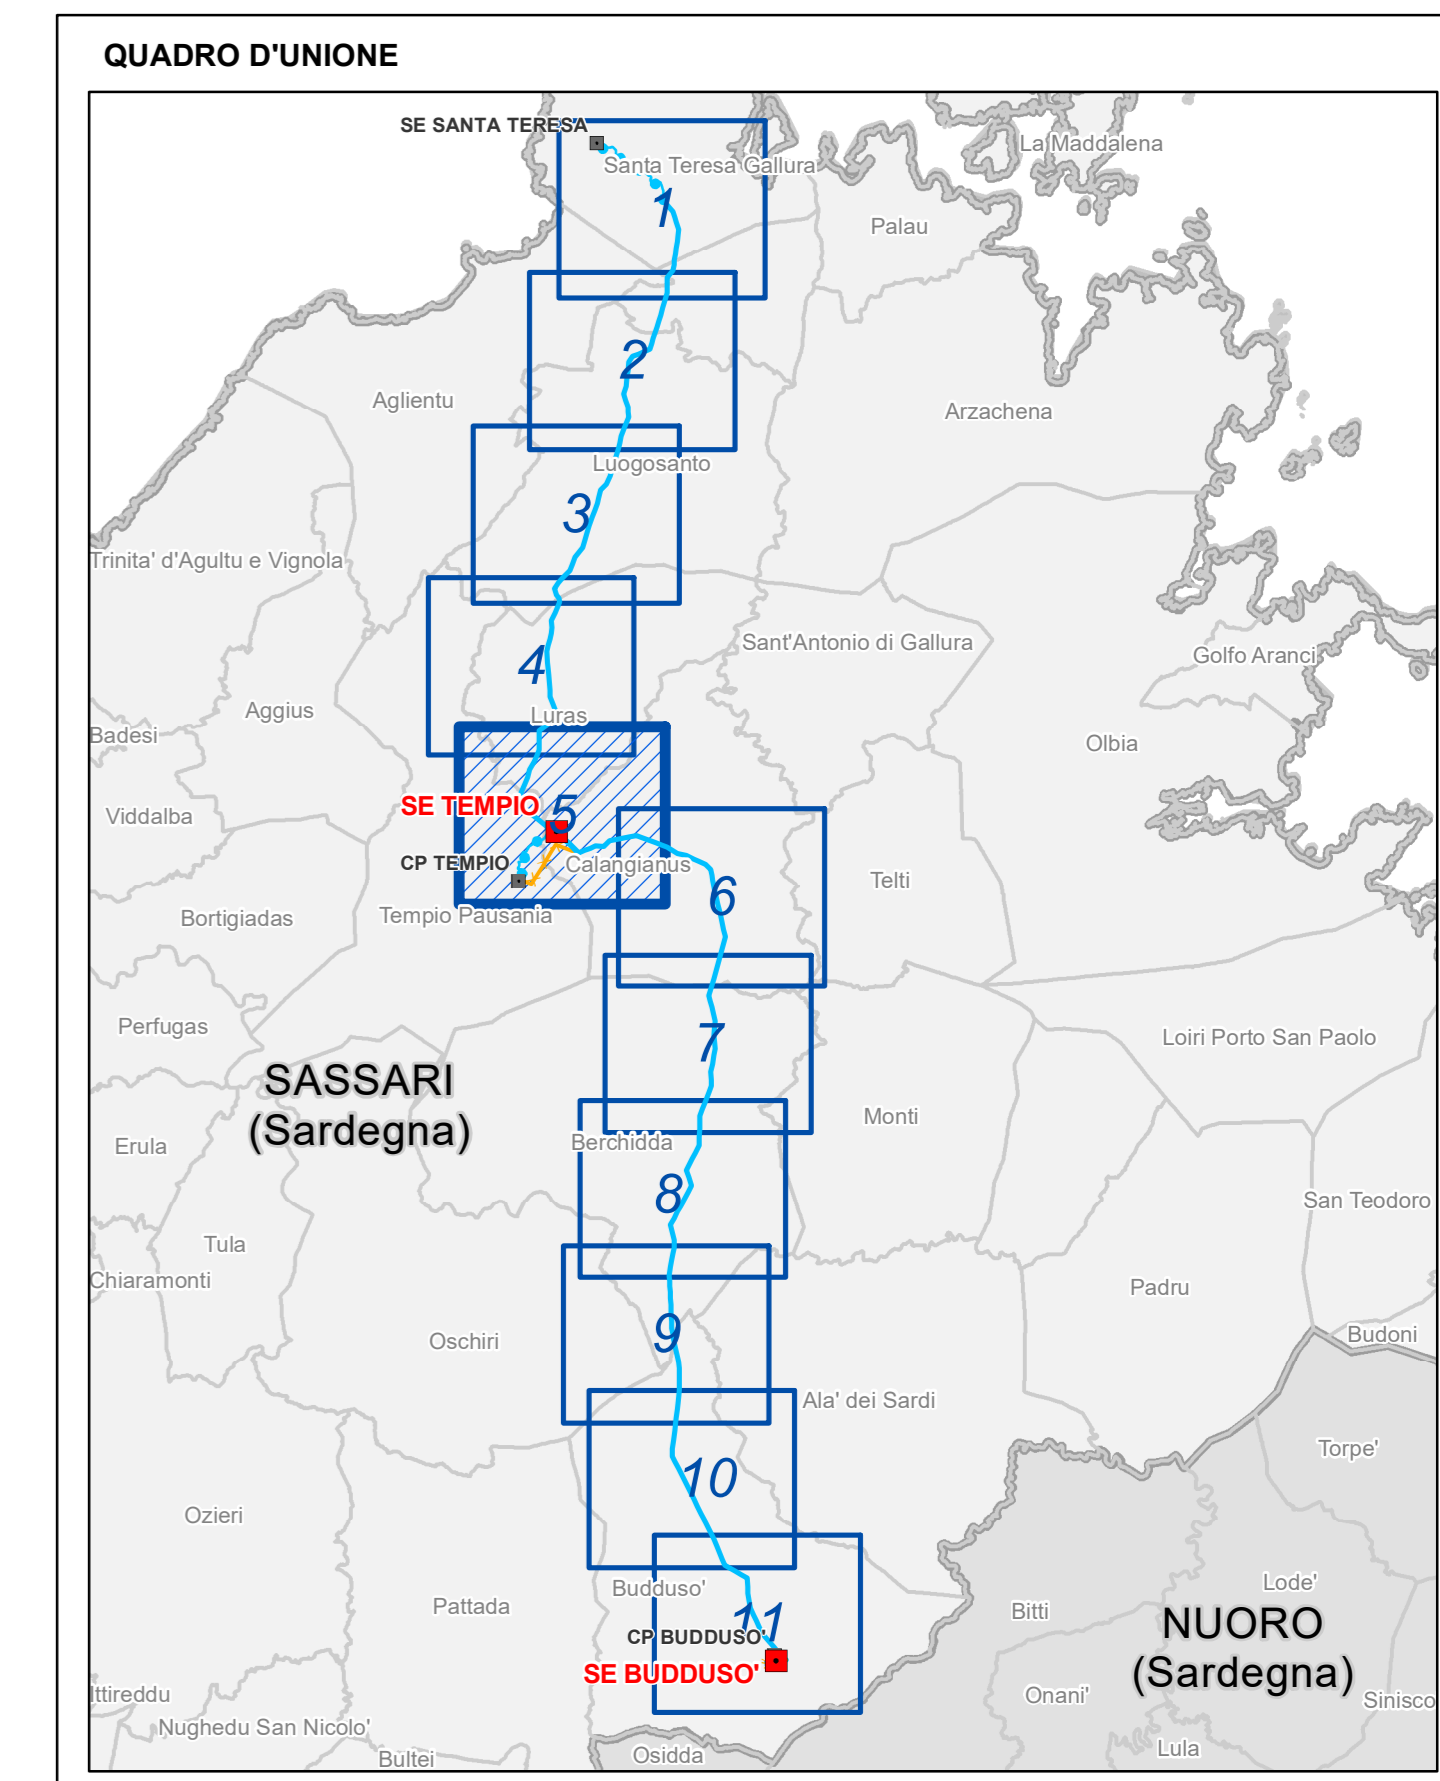 QUADRO D'UNIONE
SE SANTA TERESA
La Maddalena
Santa Teresa Gallura
1
Palau
2
Aglientu
Arzachena
Luogosanto
3
Trinita' d'Agultu e Vignola
Sant'Antonio di Gallura
Golfo Aranci
4
Aggius
Luras
Badesi
Olbia
SE TEMPIO
5
Viddalba
CP TEMPIO
Calangianus
Telti
6
Tempio Pausania
Bortigiadas
Perfugas
Loiri Porto San Paolo
7
SASSARI
(Sardegna)
Monti
Erula
Berchidda
8
San Teodoro
Tula
Chiaramonti
Padru
9
Oschiri
Budoni
Ala' dei Sardi
Torpe'
10
Ozieri
Lode'
Budduso'
Pattada
Bitti
11
NUORO
(Sardegna)
CP BUDDUSO'
SE BUDDUSO'
Ittireddu
Onani'
Sinisco
Nughedu San Nicolo'
Lula
Osidda
Bultei